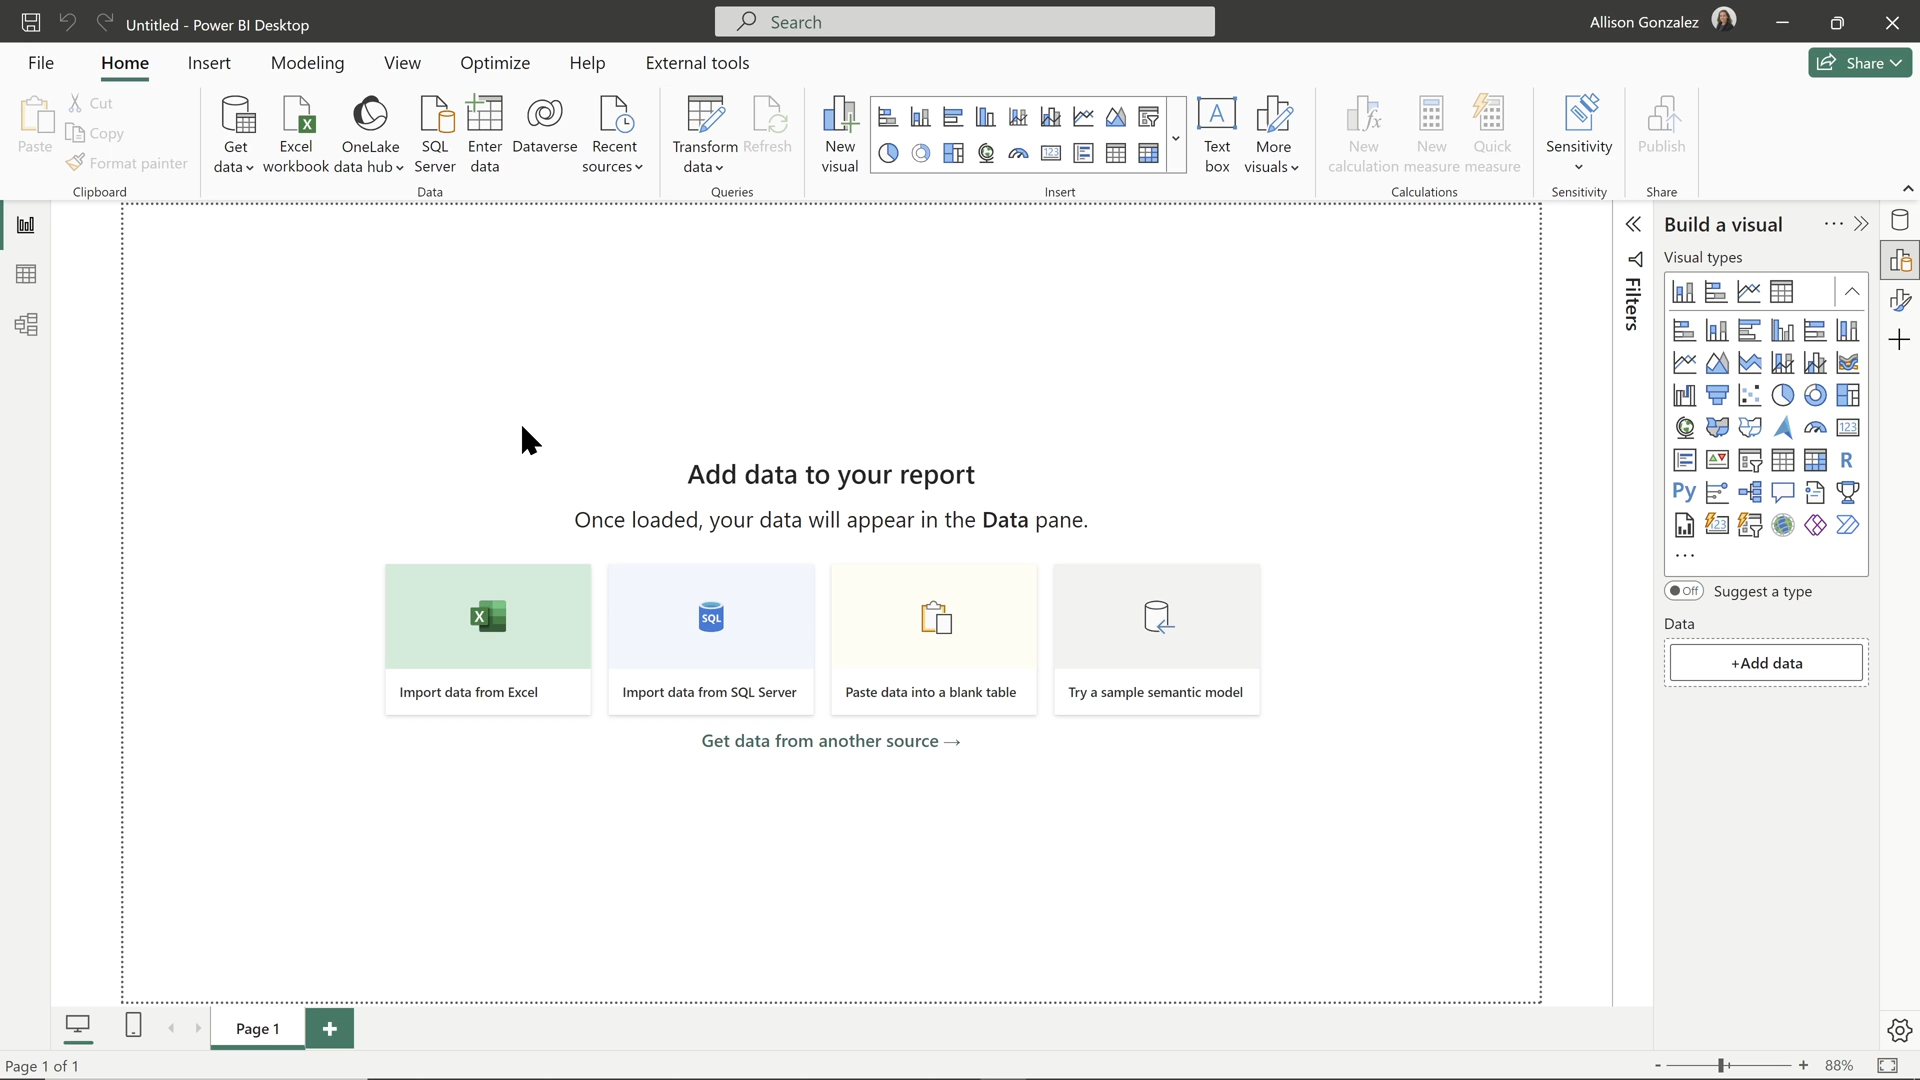 Untitled - Power BI Desktop
Search
Allison Gonzalez
File Home Insert Modeling View Optimize Help External tools
Share
Paste
Cut
Copy
Format painter
Clipboard
Get data
Excel workbook
OneLake data hub
SQL Server
Enter data
Dataverse
Recent sources
Data
Transform data
Refresh
Queries
New visual
123
A
Text box
More visuals
Insert
New calculation
New measure
Quick measure
Calculations
Sensitivity
Sensitivity
Publish
Share
Add data to your report
Once loaded, your data will appear in the Data pane.
X
SQL
Import data from Excel
Import data from SQL Server
Paste data into a blank table
Try a sample semantic model
Get data from another source →
Filters
Build a visual
Visual types
123
R
Py
123
Off
Suggest a type
Data
+Add data
Page 1
Page 1 of 1
- + 88%